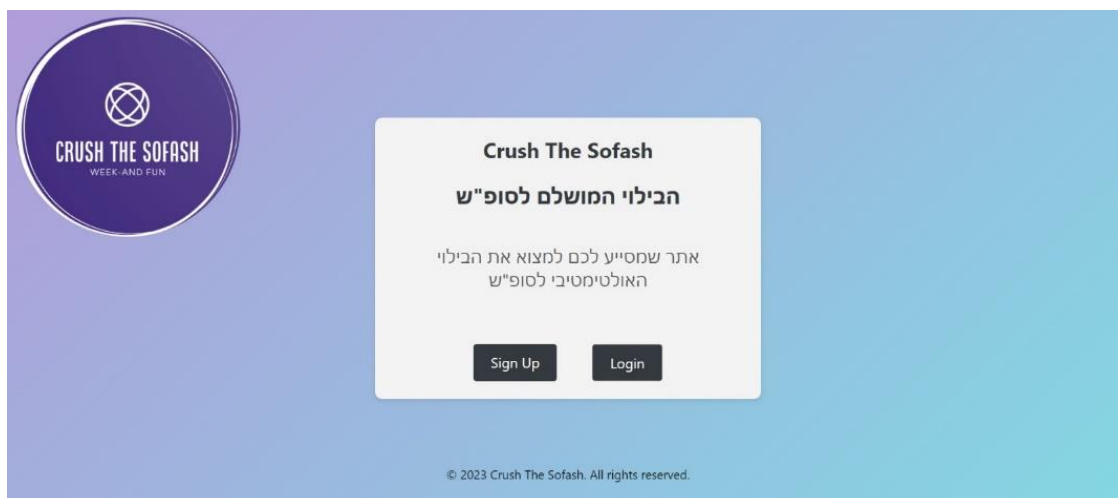 CRUSH THE SOFASH
WEEK-AND FUN
Crush The Sofash
הבילוי המושלם לסופ"ש
אתר שמסייע לכם למצוא את הבילוי
האולטימטיבי לסופ"ש
Sign Up
Login
© 2023 Crush The Sofash. All rights reserved.